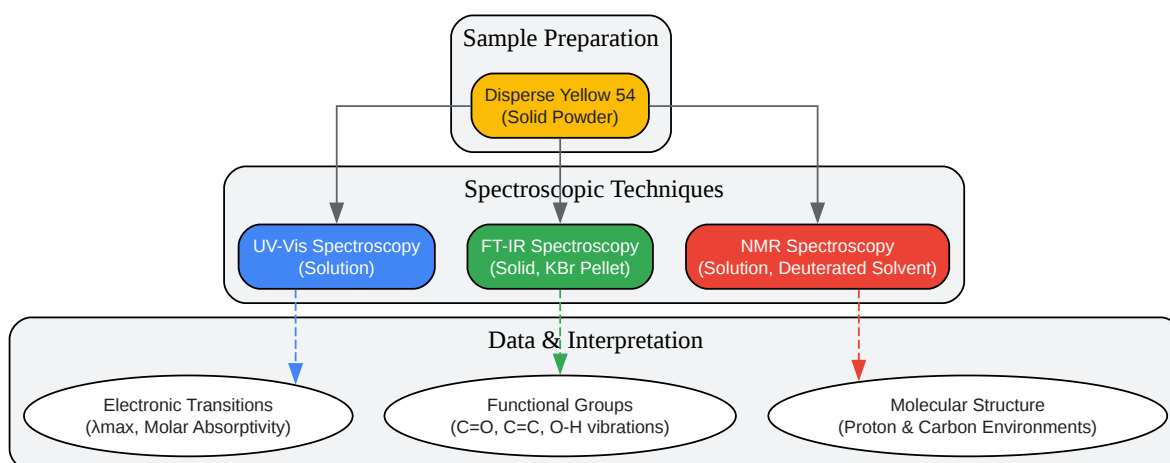 Sample Preparation
Disperse Yellow 54
(Solid Powder)
Spectroscopic Techniques
UV-Vis Spectroscopy
(Solution)
FT-IR Spectroscopy
(Solid, KBr Pellet)
NMR Spectroscopy
(Solution, Deuterated Solvent)
Data & Interpretation
Electronic Transitions
(λmax, Molar Absorptivity)
Functional Groups
(C=O, C=C, O-H vibrations)
Molecular Structure
(Proton & Carbon Environments)